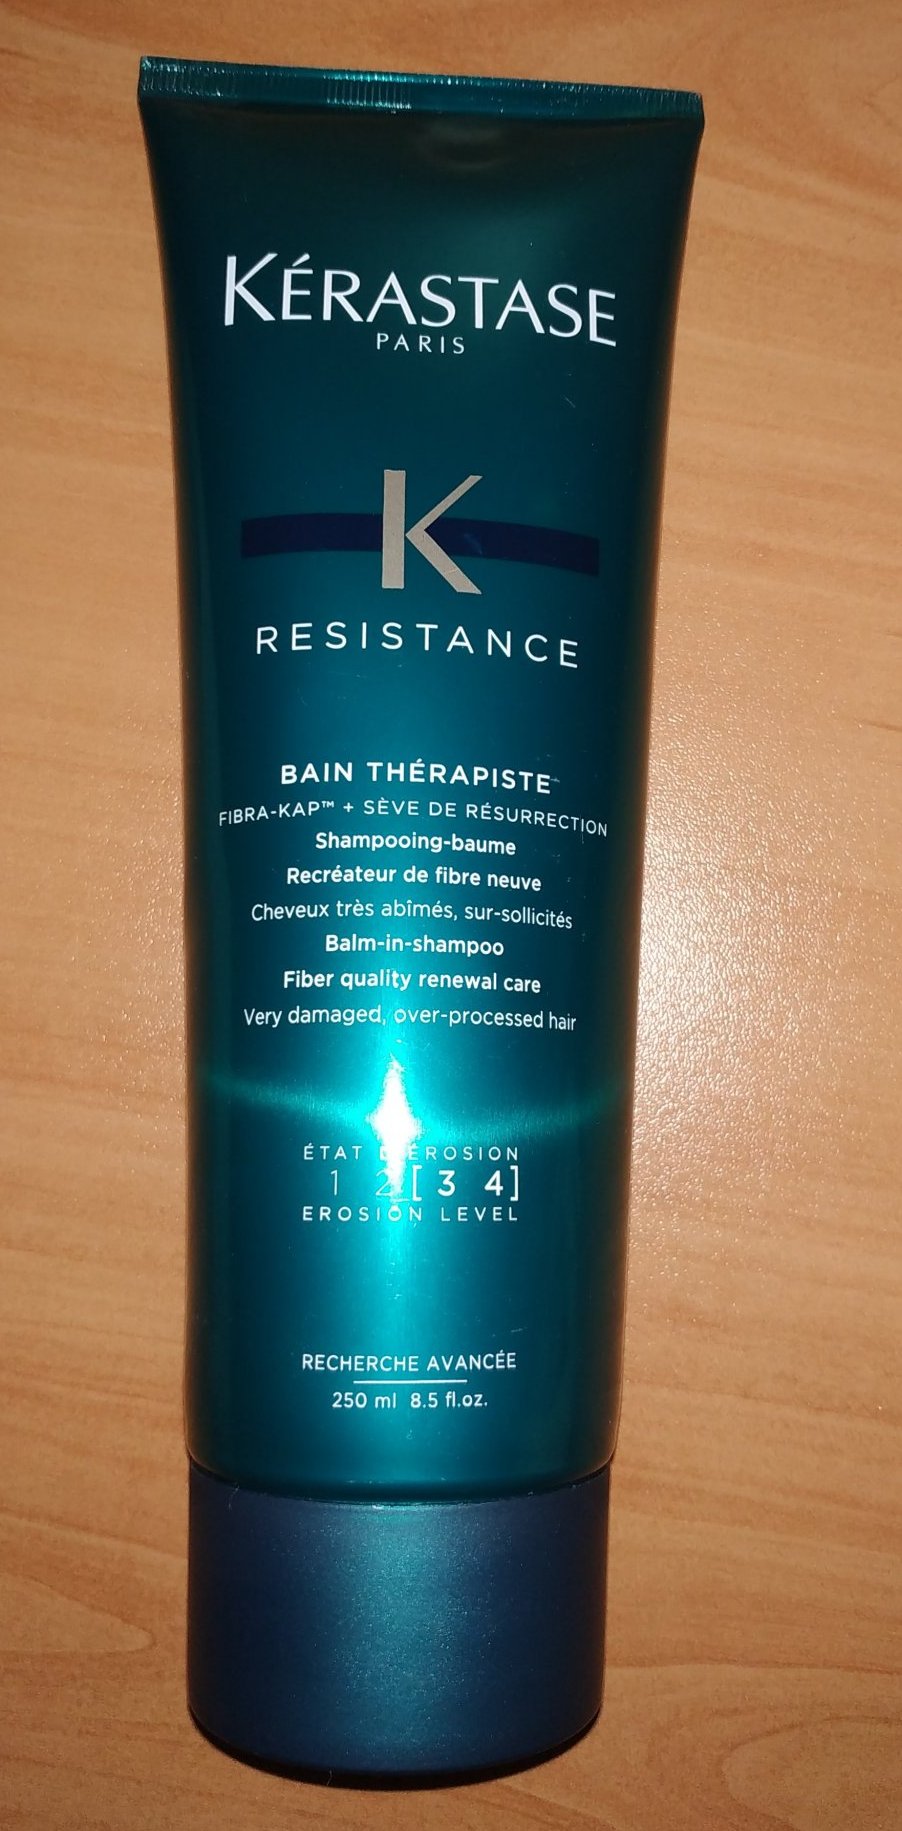 KÉRASTASE
PARIS
K
RESISTANCE
BAIN THÉRAPISTE
FIBRA-KAP™ + SÈVE DE RÉSURRECTION
Shampooing-baume
Recréateur de fibre neuve
Cheveux très abîmés, sur-sollicités
Balm-in-shampoo
Fiber quality renewal care
Very damaged, over-processed hair
ÉTAT D'ÉROSION
1 2 [3 4]
EROSION LEVEL
RECHERCHE AVANCÉE
250 ml 8.5 fl.oz.